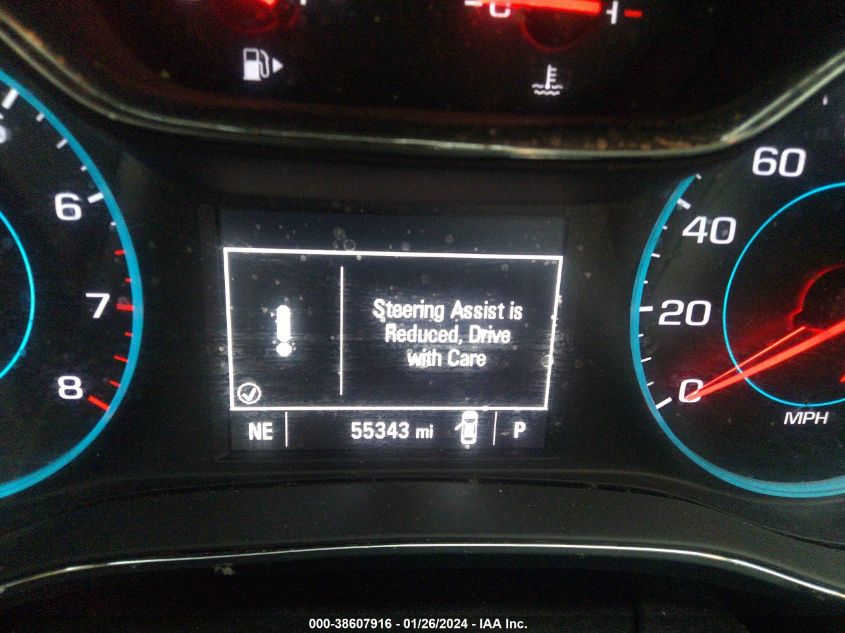 60
6
40
7
20
8
0
MPH
Steering Assist is
Reduced, Drive
with Care
NE 55343 mi P
000-38607916 - 01/26/2024 - IAA Inc.